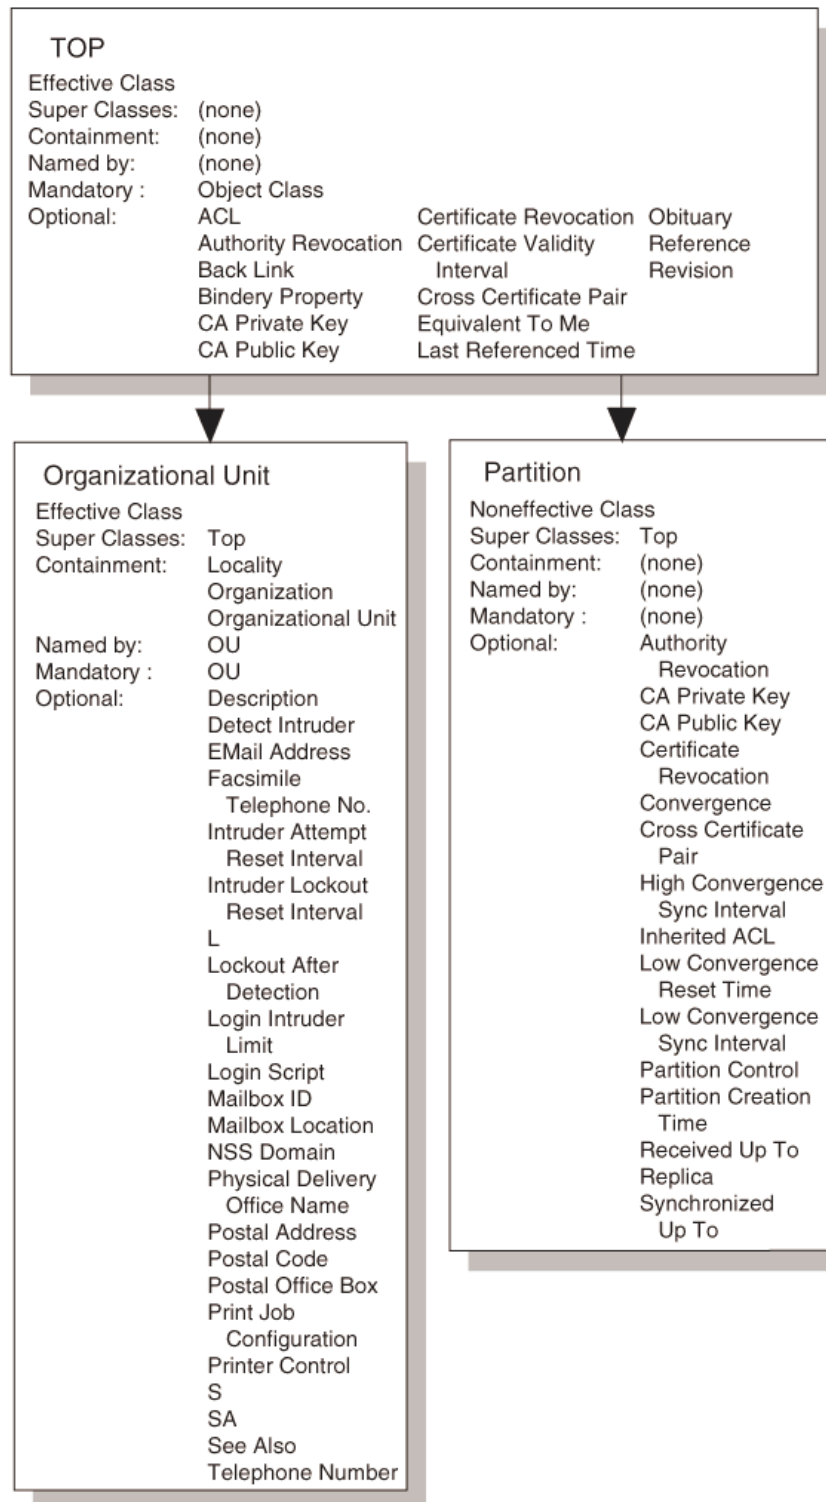 TOP
Effective Class
Super Classes: (none)
Containment: (none)
Named by: (none)
Mandatory : Object Class
Optional: ACL Certificate Revocation Obituary
Authority Revocation Certificate Validity Reference
Back Link Interval Revision
Bindery Property Cross Certificate Pair
CA Private Key Equivalent To Me
CA Public Key Last Referenced Time
Organizational Unit
Effective Class
Super Classes: Top
Containment: Locality
Organization
Organizational Unit
Named by: OU
Mandatory : OU
Optional: Description
Detect Intruder
EMail Address
Facsimile
Telephone No.
Intruder Attempt
Reset Interval
Intruder Lockout
Reset Interval
L
Lockout After
Detection
Login Intruder
Limit
Login Script
Mailbox ID
Mailbox Location
NSS Domain
Physical Delivery
Office Name
Postal Address
Postal Code
Postal Office Box
Print Job
Configuration
Printer Control
S
SA
See Also
Telephone Number
Partition
Noneffective Class
Super Classes: Top
Containment: (none)
Named by: (none)
Mandatory : (none)
Optional: Authority
Revocation
CA Private Key
CA Public Key
Certificate
Revocation
Convergence
Cross Certificate
Pair
High Convergence
Sync Interval
Inherited ACL
Low Convergence
Reset Time
Low Convergence
Sync Interval
Partition Control
Partition Creation
Time
Received Up To
Replica
Synchronized
Up To